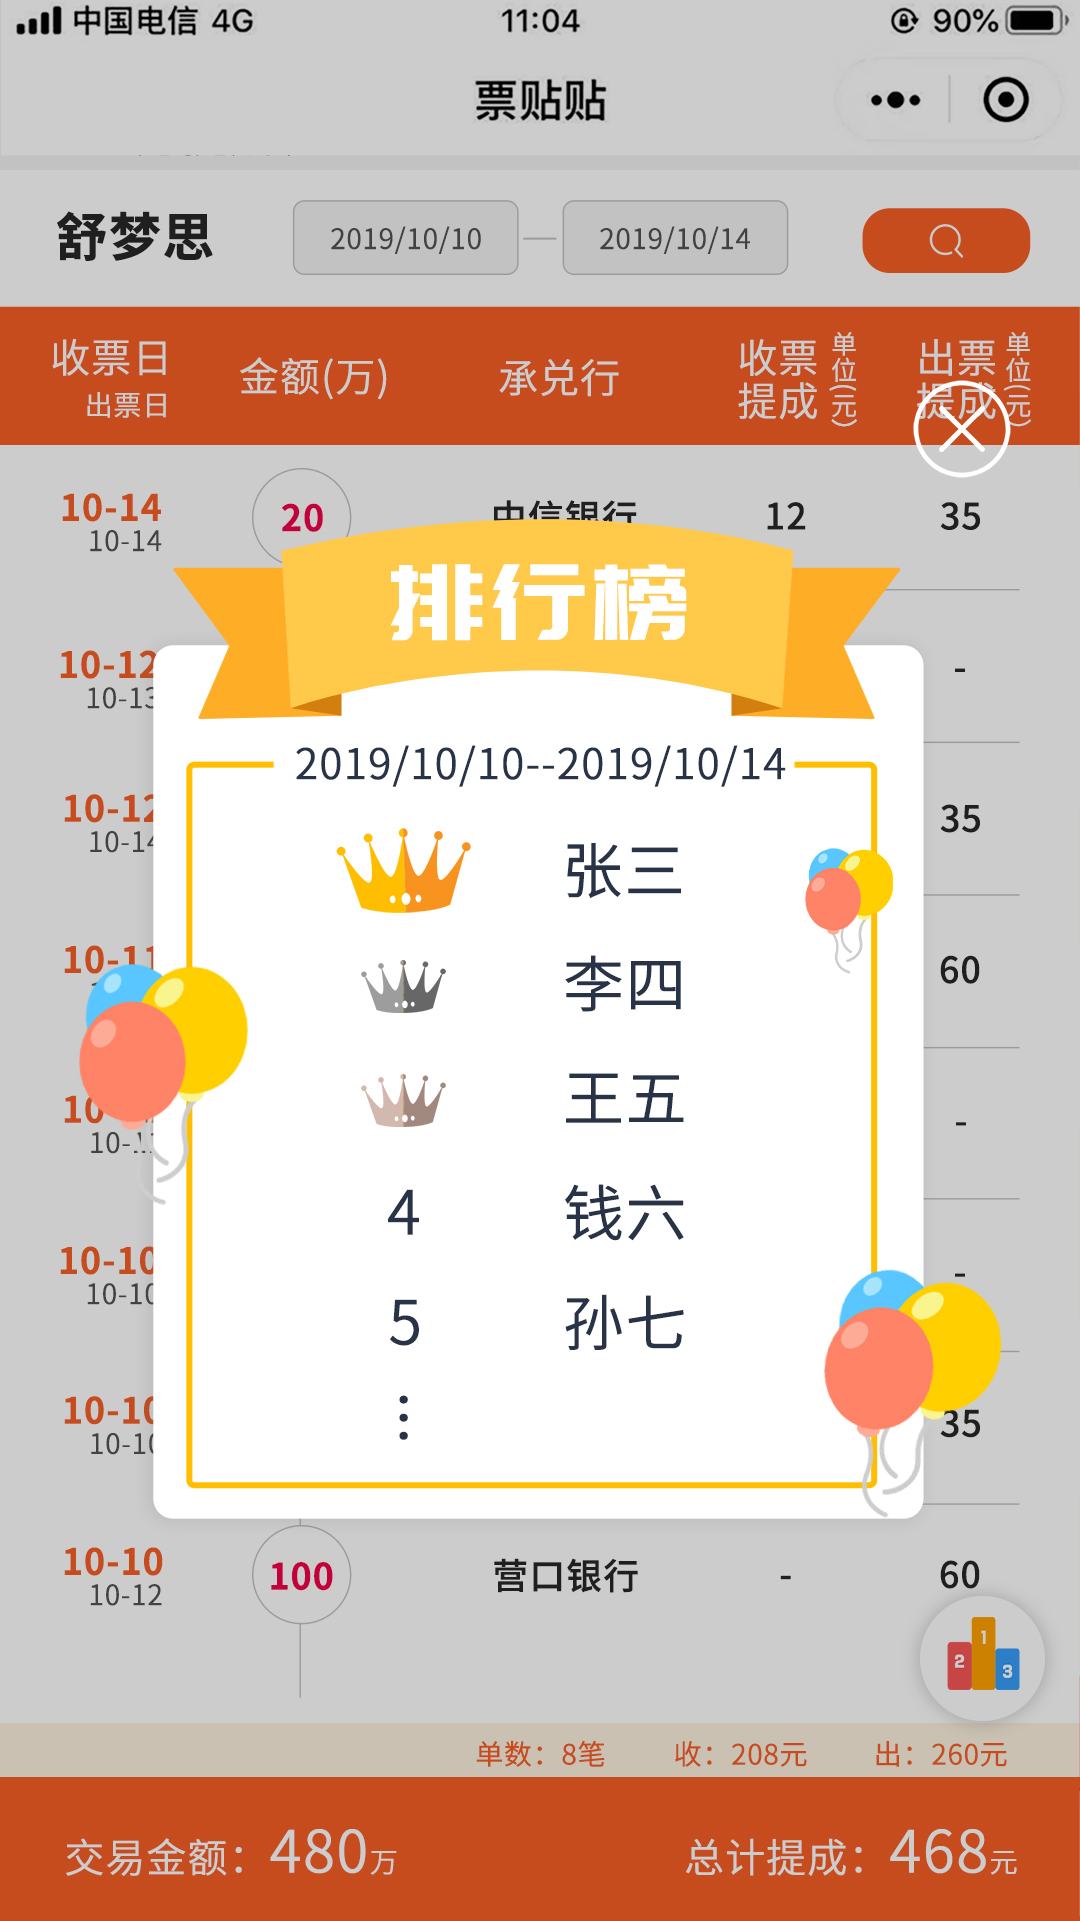 中国电信 4G 11:04 90%
票贴贴
舒梦思 2019/10/10 — 2019/10/14
收票日 金额(万) 承兑行 收票 单位(元) 出票 单位(元)
出票日 提成 提成
10-14 20 中信银行 12 35
10-14
排行榜
10-12 -
10-13
2019/10/10--2019/10/14
10-12 35
10-14
张三
10-11 60
李四
王五
10-
4 钱六
10-10 -
10-10
5 孙七
10-10 35
10-10
10-10 100 营口银行 - 60
10-12
1
2
3
单数：8笔 收：208元 出：260元
交易金额：480万 总计提成：468元